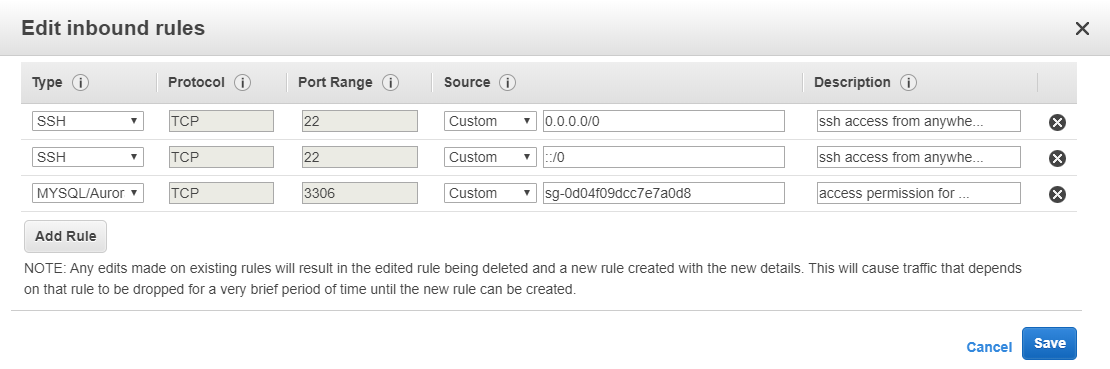 Edit inbound rules
Type Protocol Port Range Source Description
SSH TCP 22 Custom 0.0.0.0/0 ssh access from anywhe...
SSH TCP 22 Custom ::/0 ssh access from anywhe...
MYSQL/Auror TCP 3306 Custom sg-0d04f09dcc7e7a0d8 access permission for ...
Add Rule
NOTE: Any edits made on existing rules will result in the edited rule being deleted and a new rule created with the new details. This will cause traffic that depends
on that rule to be dropped for a very brief period of time until the new rule can be created.
Cancel Save